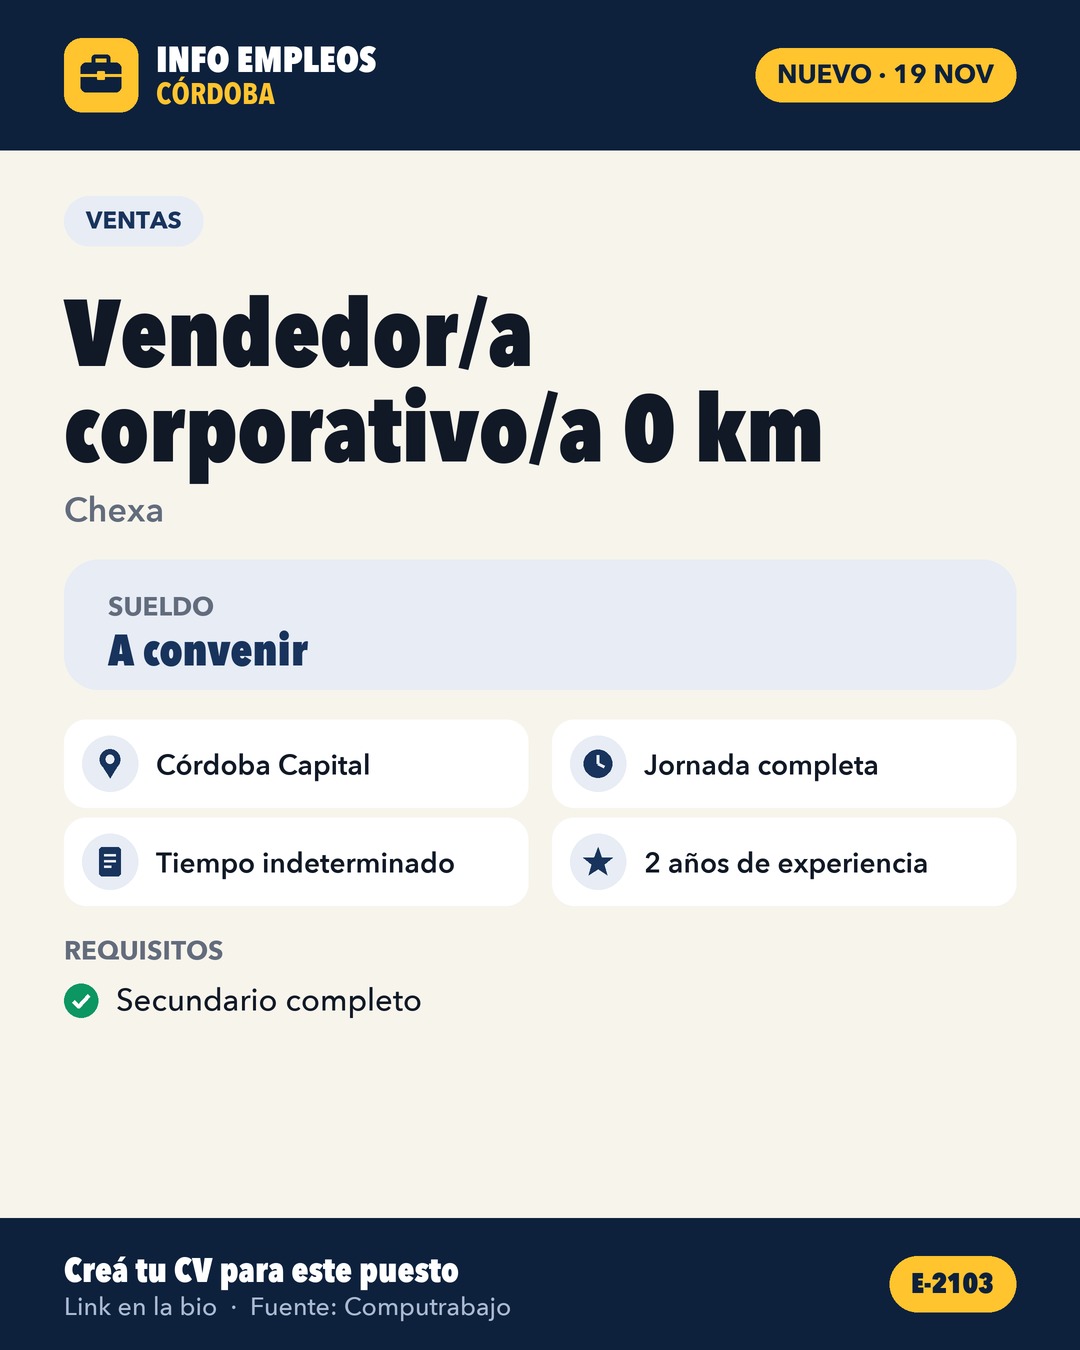 INFO EMPLEOS
CÓRDOBA
NUEVO · 19 NOV
VENTAS
Vendedor/a
corporativo/a 0 km
Chexa
SUELDO
A convenir
Córdoba Capital
Jornada completa
Tiempo indeterminado
2 años de experiencia
REQUISITOS
Secundario completo
Creá tu CV para este puesto
Link en la bio · Fuente: Computrabajo
E-2103